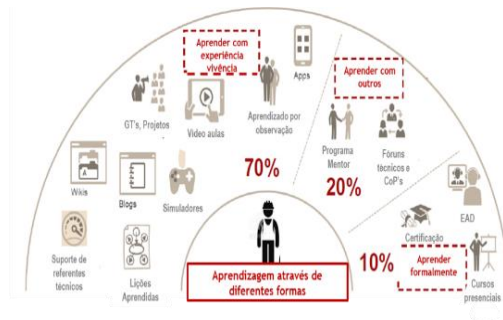 Aprender com
experiência
vivência
Apps
Aprender com
outros
GT's, Projetos
Video aulas
Aprendizado por
observação
70%
Programa
Mentor
20%
Fóruns
técnicos e
CoP's
Wikis
Blogs
Simuladores
EAD
Certificação
Suporte de
referentes
técnicos
Lições
Aprendidas
Aprendizagem através de
diferentes formas
10%
Aprender
formalmente
Cursos
presenciais